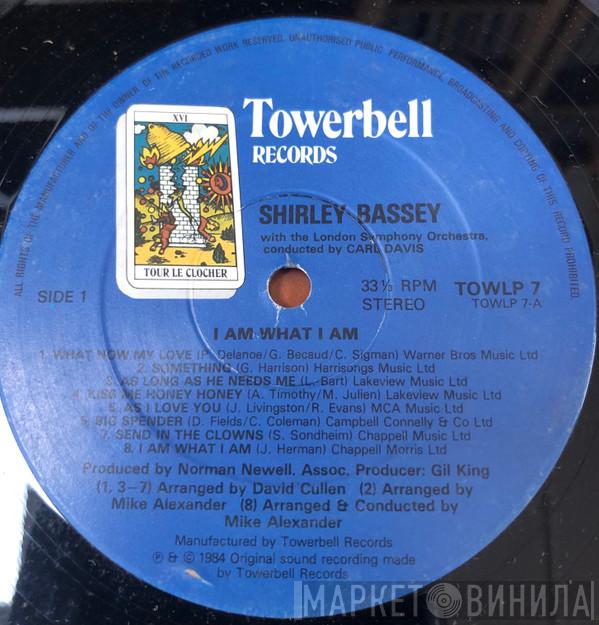 ALL RIGHTS OF THE MANUFACTURER AND OF THE OWNER OF THE RECORDED WORK RESERVED. UNAUTHORISED PUBLIC PERFORMANCE, BROADCASTING AND COPYING OF THIS RECORD PROHIBITED.
XVI
TOUR LE CLOCHER
Towerbell
RECORDS
SHIRLEY BASSEY
with the London Symphony Orchestra,
conducted by CARL DAVIS
SIDE 1
33⅓ RPM
STEREO
TOWLP 7
TOWLP 7-A
I AM WHAT I AM
1. WHAT NOW MY LOVE (P. Delanoe/G. Becaud/C. Sigman) Warner Bros Music Ltd
2. SOMETHING (G. Harrison) Harrisongs Music Ltd
3. AS LONG AS HE NEEDS ME (L. Bart) Lakeview Music Ltd
4. KISS ME HONEY HONEY (A. Timothy/M. Julien) Lakeview Music Ltd
5. AS I LOVE YOU (J. Livingston/R. Evans) MCA Music Ltd
6. BIG SPENDER (D. Fields/C. Coleman) Campbell Connelly & Co Ltd
7. SEND IN THE CLOWNS (S. Sondheim) Chappell Music Ltd
8. I AM WHAT I AM (J. Herman) Chappell Morris Ltd
Produced by Norman Newell. Assoc. Producer: Gil King
(1, 3–7) Arranged by David Cullen (2) Arranged by
Mike Alexander (8) Arranged & Conducted by
Mike Alexander
Manufactured by Towerbell Records
℗ & © 1984 Original sound recording made
by Towerbell Records
МАРКЕТ ВИНИЛА